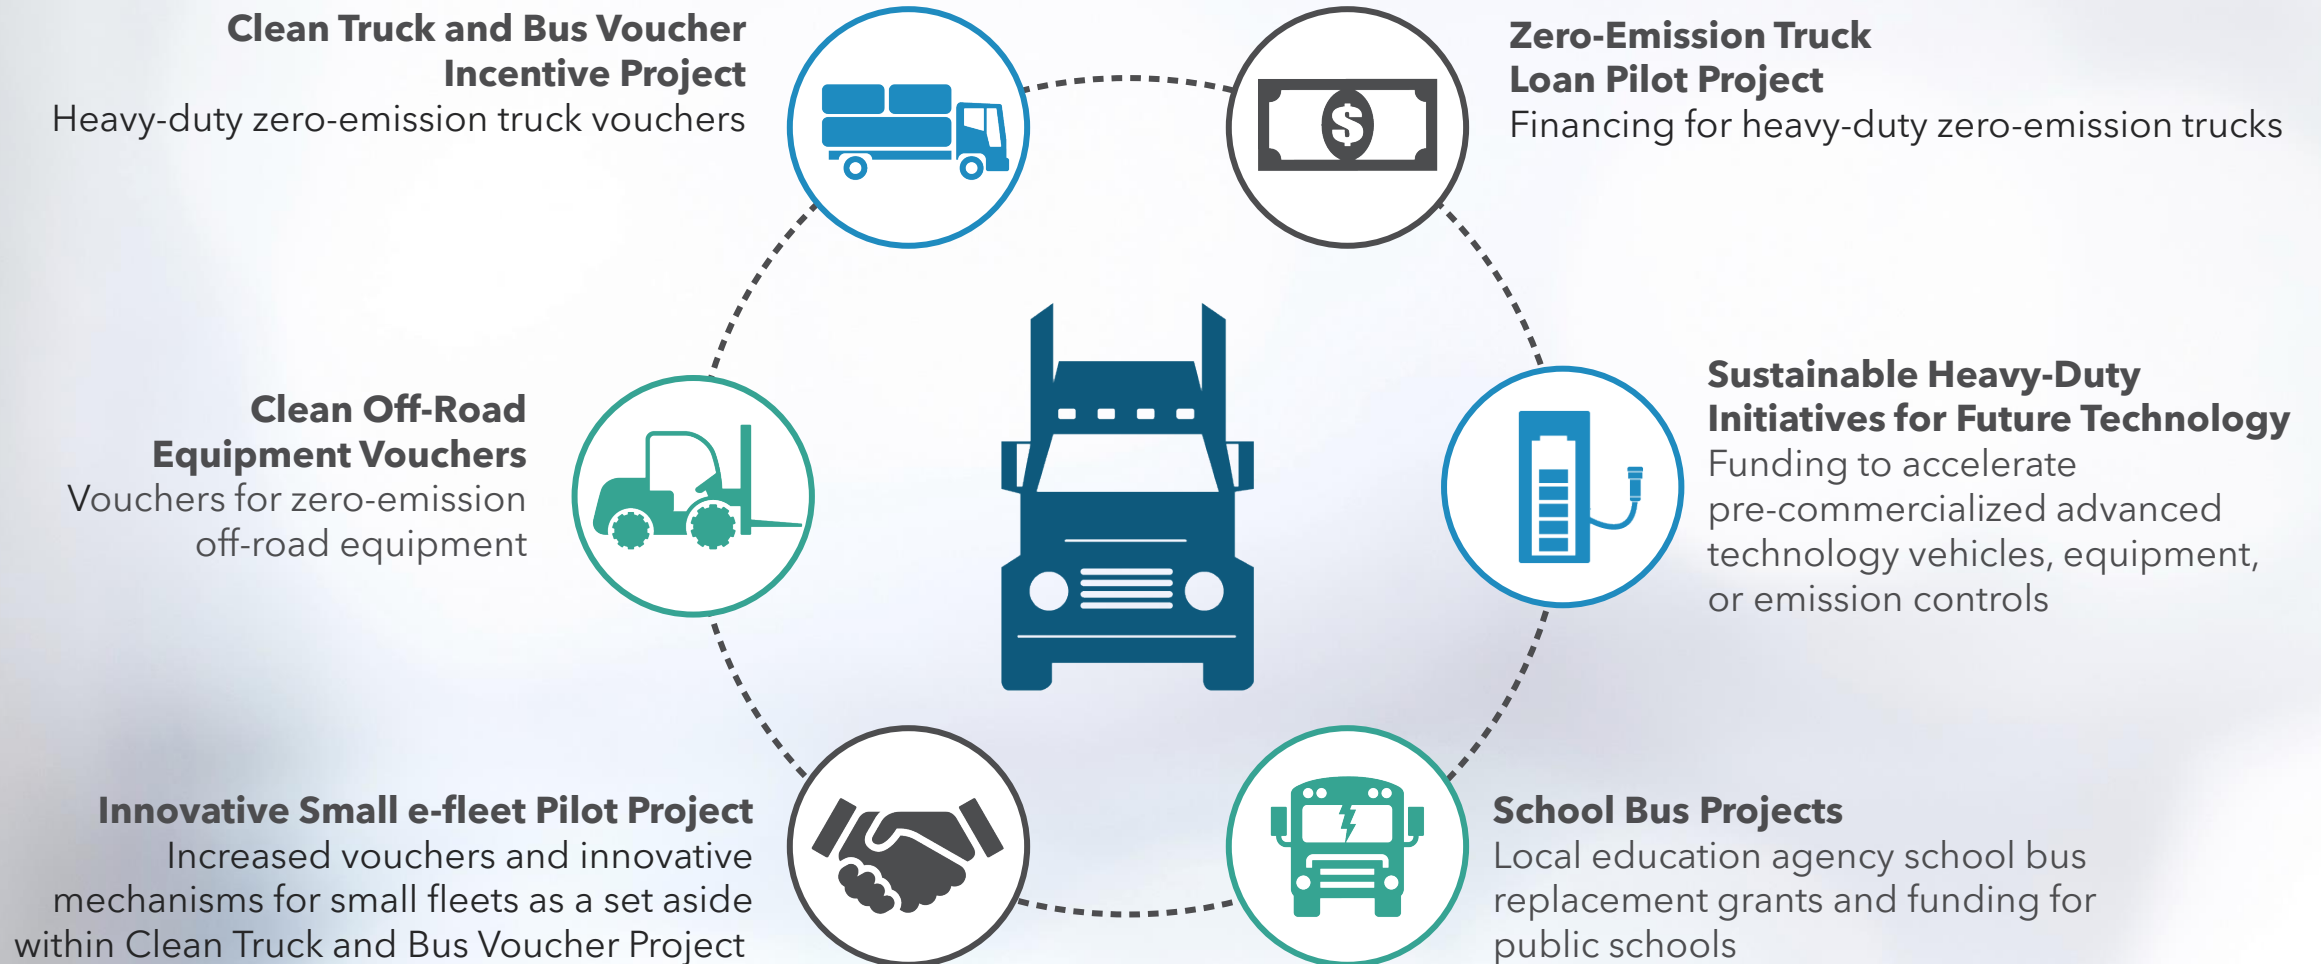 Clean Truck and Bus Voucher
Incentive Project
Heavy-duty zero-emission truck vouchers
Zero-Emission Truck
Loan Pilot Project
Financing for heavy-duty zero-emission trucks
$
Clean Off-Road
Equipment Vouchers
Vouchers for zero-emission
off-road equipment
Sustainable Heavy-Duty
Initiatives for Future Technology
Funding to accelerate
pre-commercialized advanced
technology vehicles, equipment,
or emission controls
Innovative Small e-fleet Pilot Project
Increased vouchers and innovative
mechanisms for small fleets as a set aside
within Clean Truck and Bus Voucher Project
School Bus Projects
Local education agency school bus
replacement grants and funding for
public schools